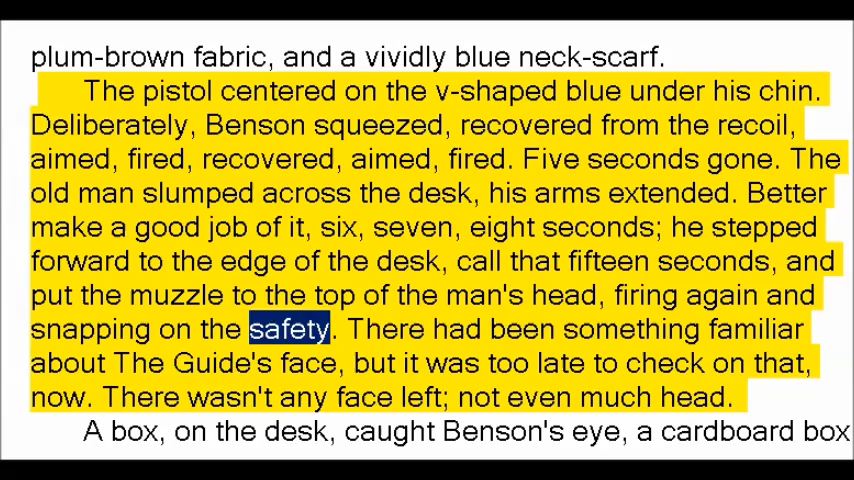 plum-brown fabric, and a vividly blue neck-scarf.
The pistol centered on the v-shaped blue under his chin.
Deliberately, Benson squeezed, recovered from the recoil,
aimed, fired, recovered, aimed, fired. Five seconds gone. The
old man slumped across the desk, his arms extended. Better
make a good job of it, six, seven, eight seconds; he stepped
forward to the edge of the desk, call that fifteen seconds, and
put the muzzle to the top of the man's head, firing again and
snapping on the safety. There had been something familiar
about The Guide's face, but it was too late to check on that,
now. There wasn't any face left; not even much head.
A box, on the desk, caught Benson's eye, a cardboard box